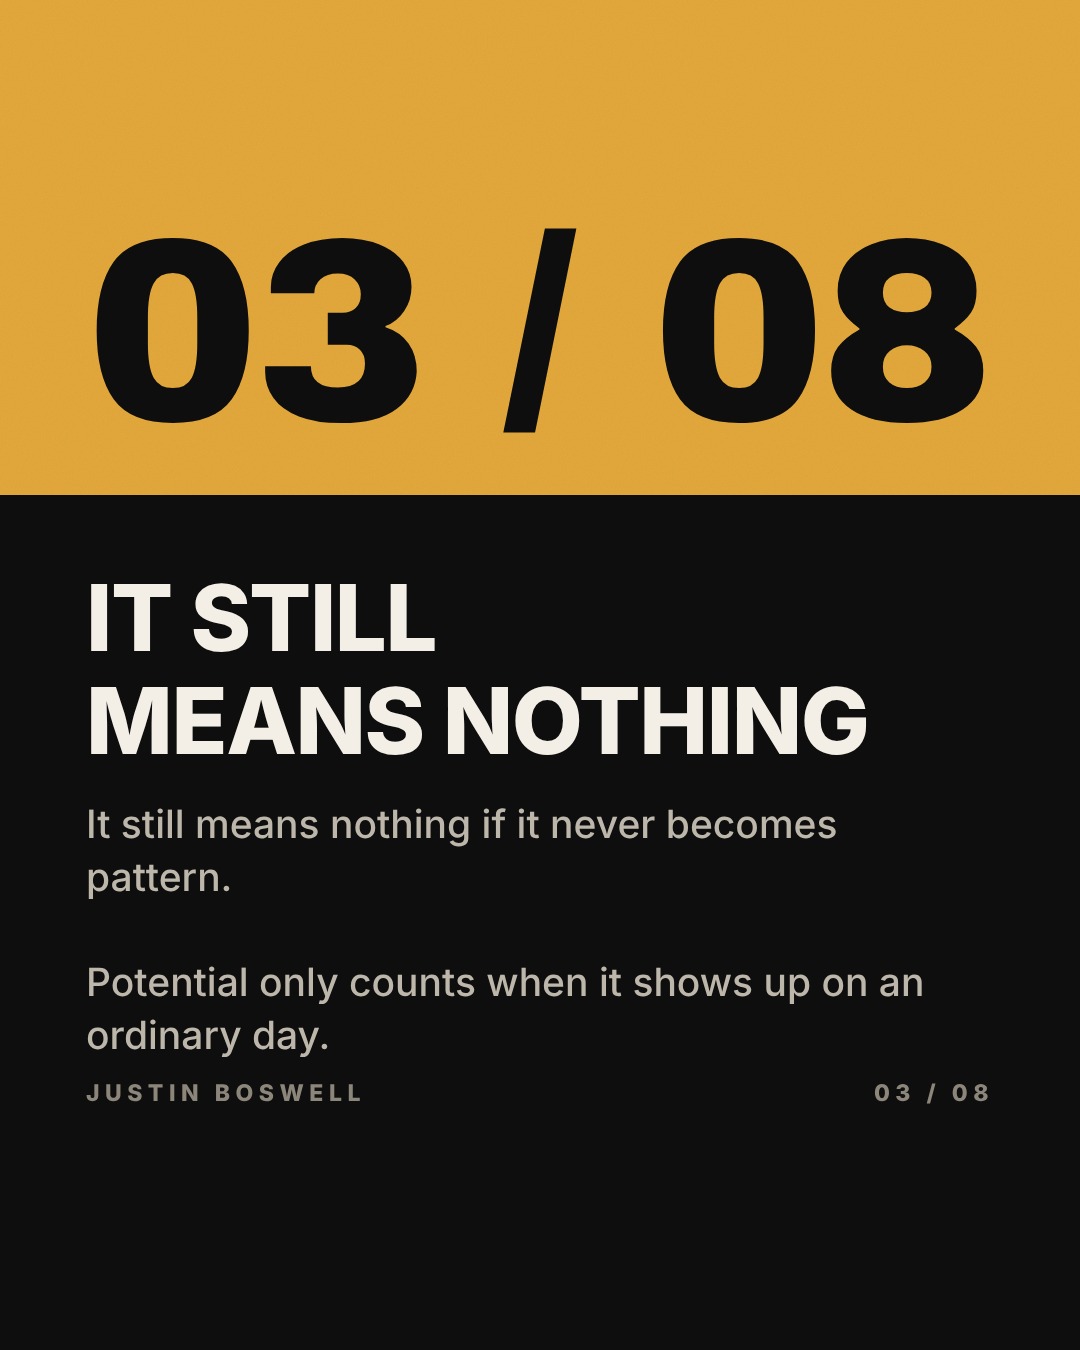 03 / 08
IT STILL
MEANS NOTHING
It still means nothing if it never becomes
pattern.
Potential only counts when it shows up on an
ordinary day.
JUSTIN BOSWELL
03 / 08